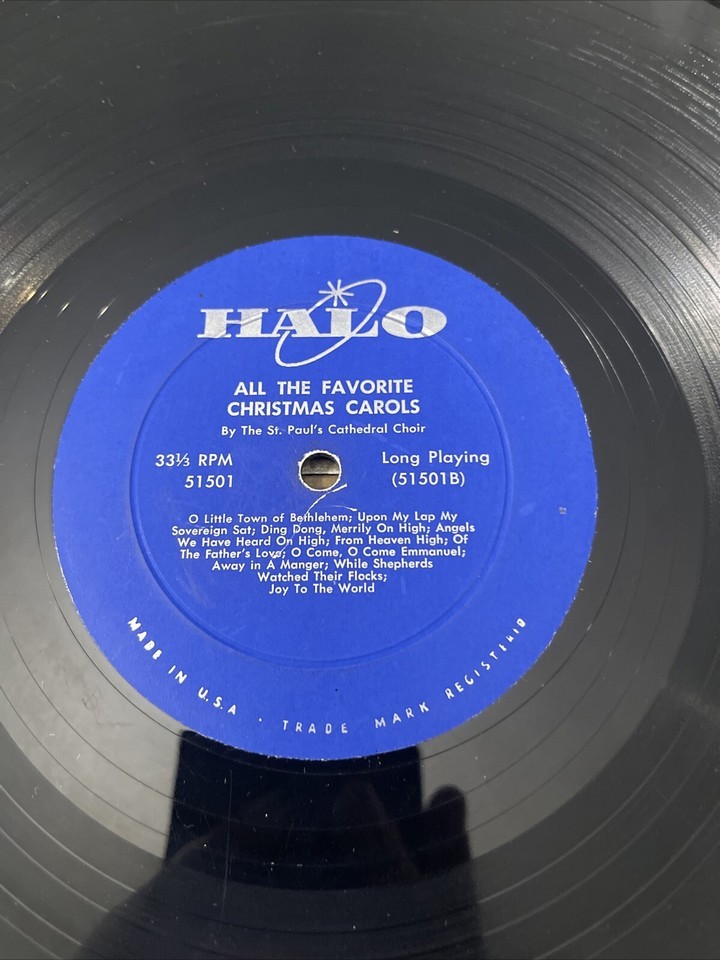 HALO
ALL THE FAVORITE
CHRISTMAS CAROLS
By The St. Paul's Cathedral Choir
33⅓ RPM
51501
Long Playing
(51501B)
O Little Town of Bethlehem; Upon My Lap My
Sovereign Sat; Ding Dong, Merrily On High; Angels
We Have Heard On High; From Heaven High; Of
The Father's Love; O Come, O Come Emmanuel;
Away in A Manger; While Shepherds
Watched Their Flocks;
Joy To The World
MADE IN U.S.A. · TRADE MARK REGISTERED